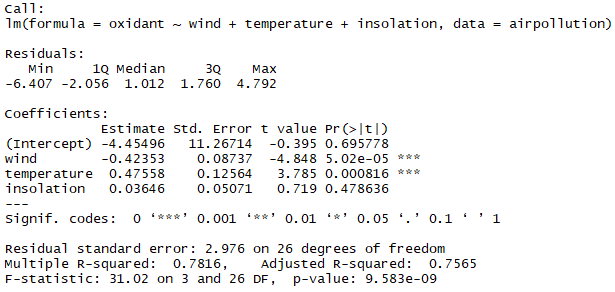 Call:
lm(formula = oxidant ~ wind + temperature + insolation, data = airpollution)
Residuals:
Min 1Q Median 3Q Max
-6.407 -2.056 1.012 1.760 4.792
Coefficients:
Estimate Std. Error t value Pr(>|t|)
(Intercept) -4.45496 11.26714 -0.395 0.695778
wind -0.42353 0.08737 -4.848 5.02e-05 ***
temperature 0.47558 0.12564 3.785 0.000816 ***
insolation 0.03646 0.05071 0.719 0.478636
---
Signif. codes: 0 ‘***’ 0.001 ‘**’ 0.01 ‘*’ 0.05 ‘.’ 0.1 ‘ ’ 1
Residual standard error: 2.976 on 26 degrees of freedom
Multiple R-squared: 0.7816, Adjusted R-squared: 0.7565
F-statistic: 31.02 on 3 and 26 DF, p-value: 9.583e-09